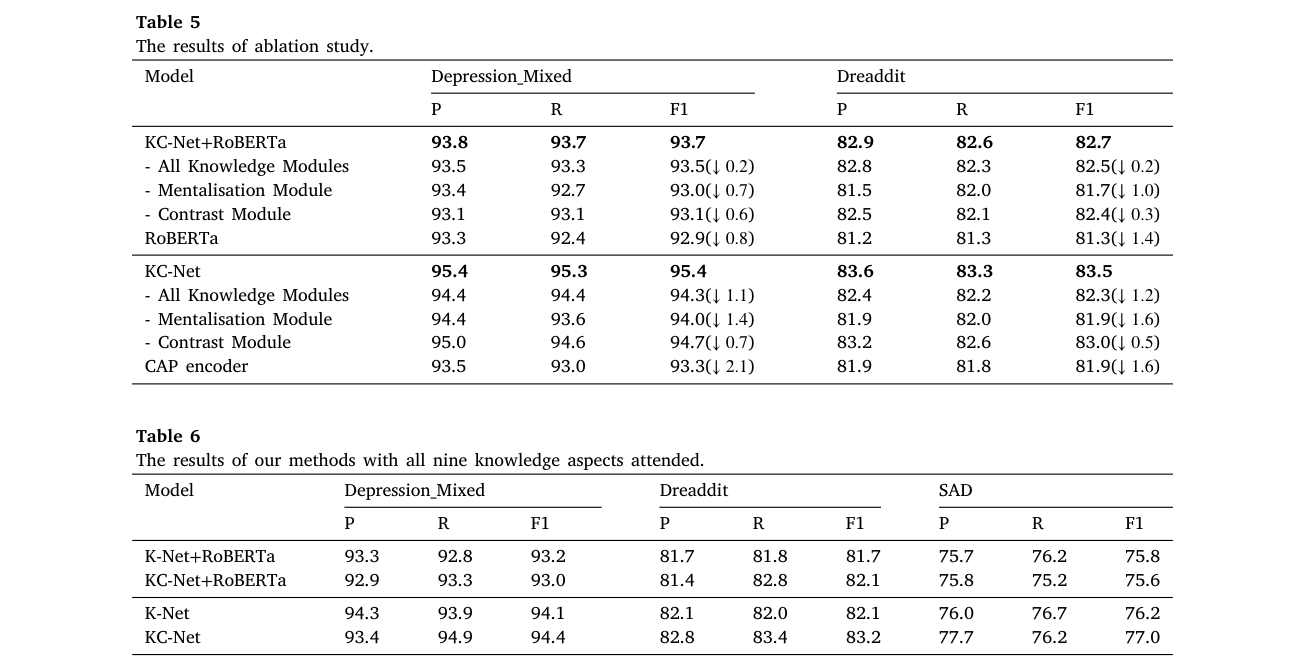 Table 5
The results of ablation study.
Model Depression_Mixed Dreaddit
P R F1 P R F1
KC-Net+RoBERTa 93.8 93.7 93.7 82.9 82.6 82.7
- All Knowledge Modules 93.5 93.3 93.5(↓ 0.2) 82.8 82.3 82.5(↓ 0.2)
- Mentalisation Module 93.4 92.7 93.0(↓ 0.7) 81.5 82.0 81.7(↓ 1.0)
- Contrast Module 93.1 93.1 93.1(↓ 0.6) 82.5 82.1 82.4(↓ 0.3)
RoBERTa 93.3 92.4 92.9(↓ 0.8) 81.2 81.3 81.3(↓ 1.4)
KC-Net 95.4 95.3 95.4 83.6 83.3 83.5
- All Knowledge Modules 94.4 94.4 94.3(↓ 1.1) 82.4 82.2 82.3(↓ 1.2)
- Mentalisation Module 94.4 93.6 94.0(↓ 1.4) 81.9 82.0 81.9(↓ 1.6)
- Contrast Module 95.0 94.6 94.7(↓ 0.7) 83.2 82.6 83.0(↓ 0.5)
CAP encoder 93.5 93.0 93.3(↓ 2.1) 81.9 81.8 81.9(↓ 1.6)
Table 6
The results of our methods with all nine knowledge aspects attended.
Model Depression_Mixed Dreaddit SAD
P R F1 P R F1 P R F1
K-Net+RoBERTa 93.3 92.8 93.2 81.7 81.8 81.7 75.7 76.2 75.8
KC-Net+RoBERTa 92.9 93.3 93.0 81.4 82.8 82.1 75.8 75.2 75.6
K-Net 94.3 93.9 94.1 82.1 82.0 82.1 76.0 76.7 76.2
KC-Net 93.4 94.9 94.4 82.8 83.4 83.2 77.7 76.2 77.0